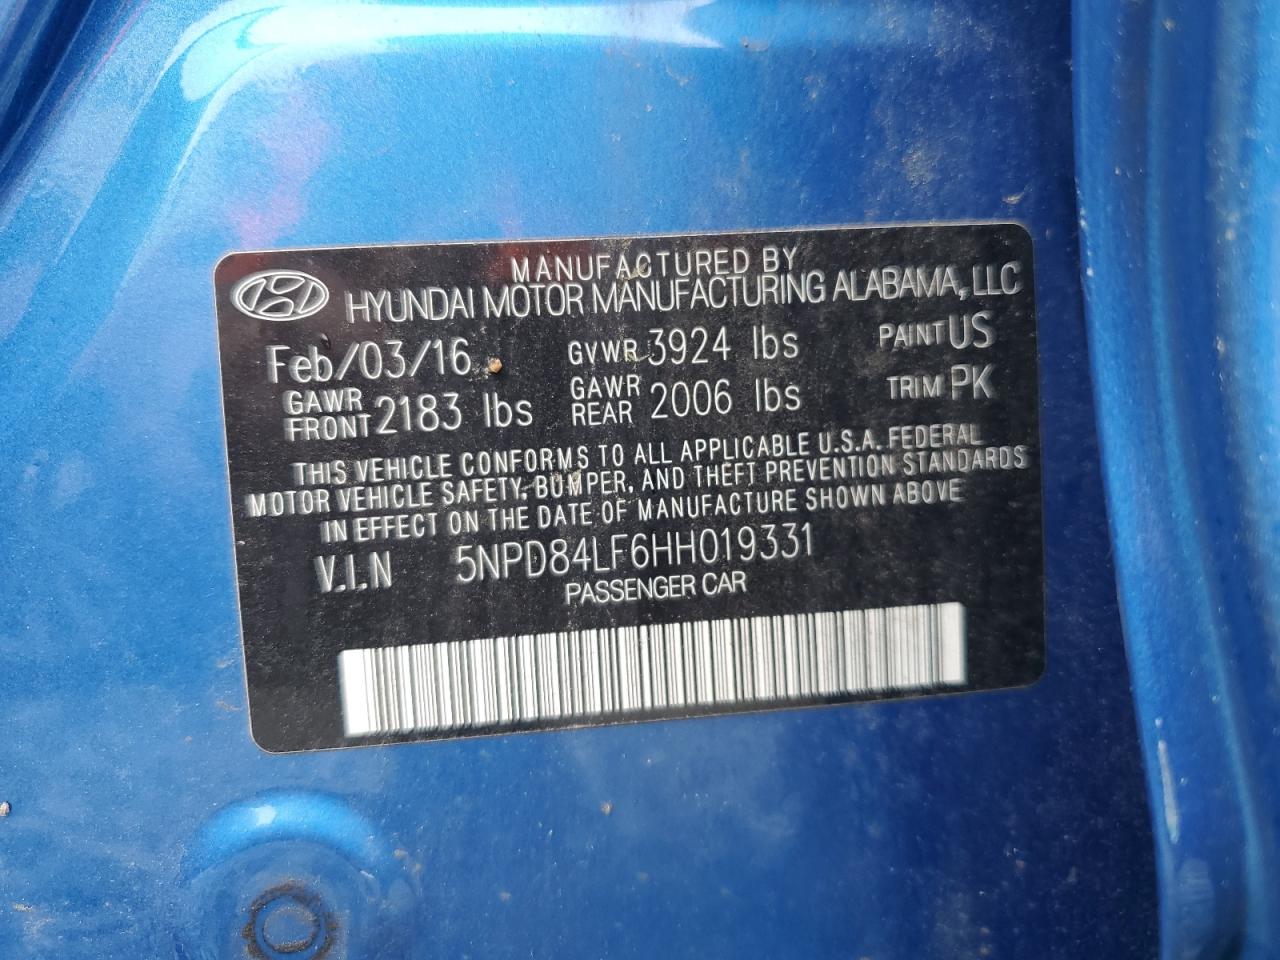 MANUFACTURED BY
HYUNDAI MOTOR MANUFACTURING ALABAMA, LLC
Feb/03/16 GVWR 3924 lbs PAINT US
GAWR FRONT 2183 lbs GAWR REAR 2006 lbs TRIM PK
THIS VEHICLE CONFORMS TO ALL APPLICABLE U.S.A. FEDERAL
MOTOR VEHICLE SAFETY, BUMPER, AND THEFT PREVENTION STANDARDS
IN EFFECT ON THE DATE OF MANUFACTURE SHOWN ABOVE
V.I.N 5NPD84LF6HH019331
PASSENGER CAR